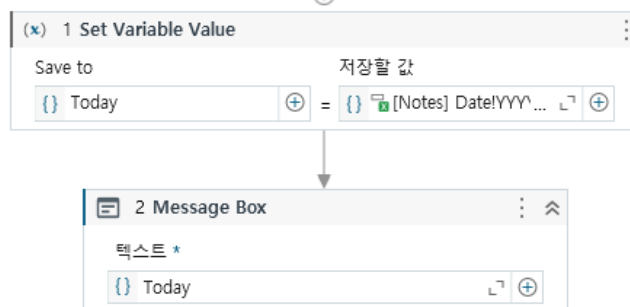 (x) 1 Set Variable Value
Save to 저장할 값
{} Today = {} [Notes] Date!YYY...
2 Message Box
텍스트 *
{} Today